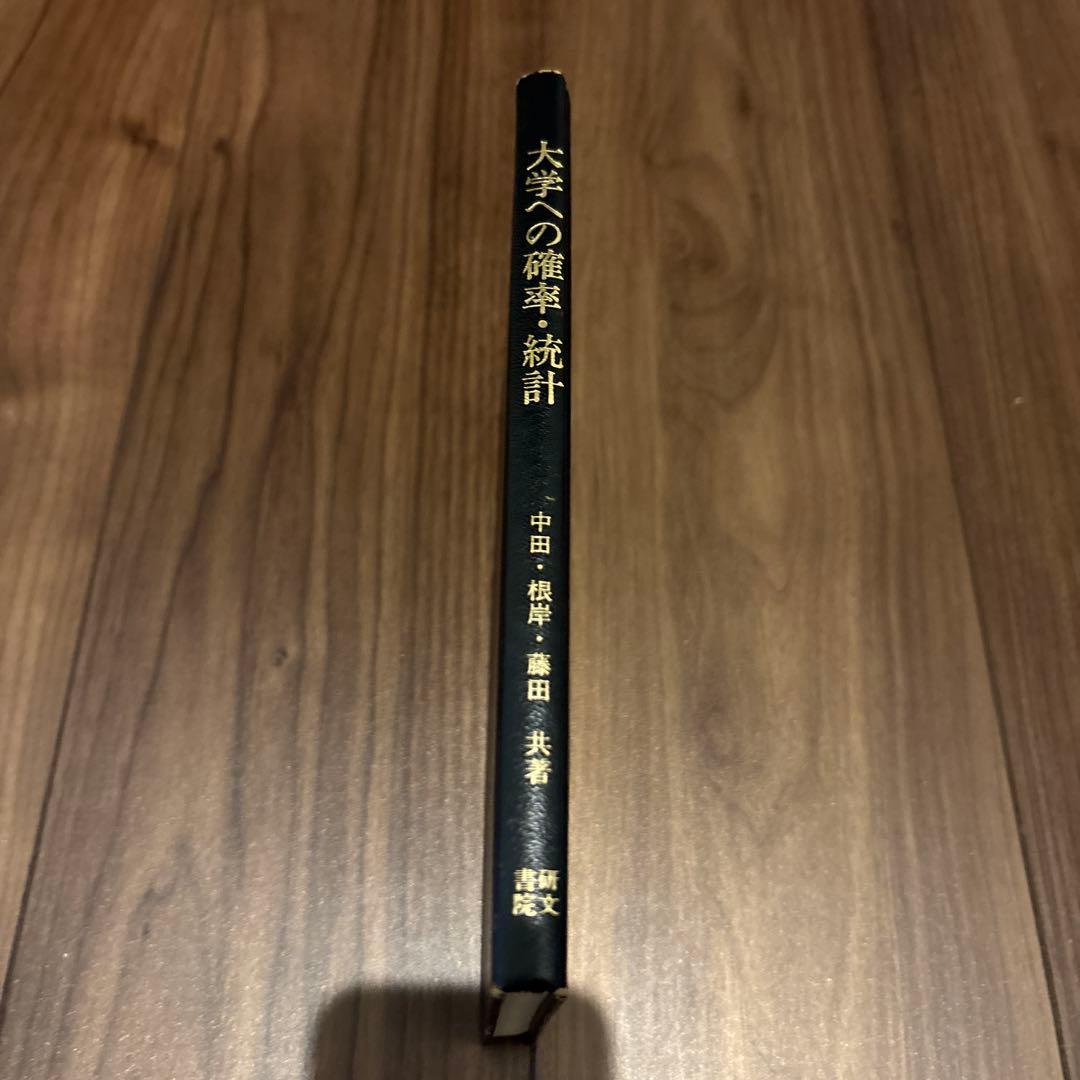 大学への確率・統計
中田・根岸・藤田 共著
研文
書院